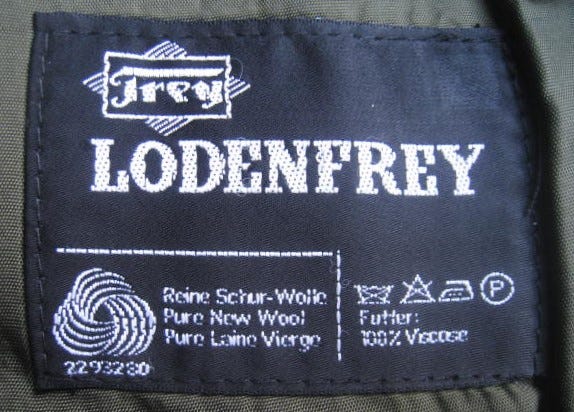 Frey
LODENFREY
Reine Schur-Wolle
Pure New Wool
Pure Laine Vierge
2293280
P
Futter:
100% Viscose